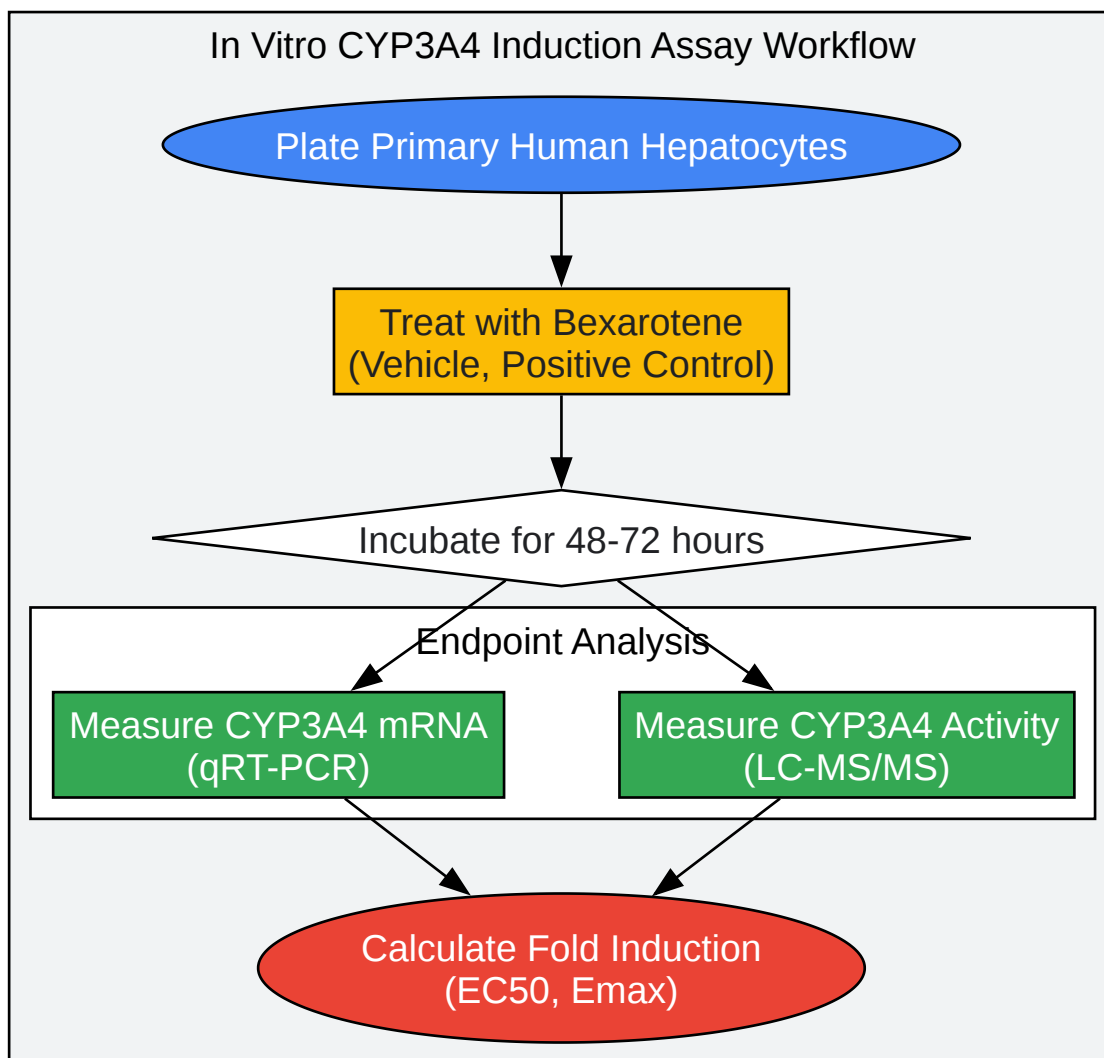 In Vitro CYP3A4 Induction Assay Workflow
Plate Primary Human Hepatocytes
Treat with Bexarotene
(Vehicle, Positive Control)
Incubate for 48-72 hours
Endpoint Analysis
Measure CYP3A4 mRNA
(qRT-PCR)
Measure CYP3A4 Activity
(LC-MS/MS)
Calculate Fold Induction
(EC50, Emax)